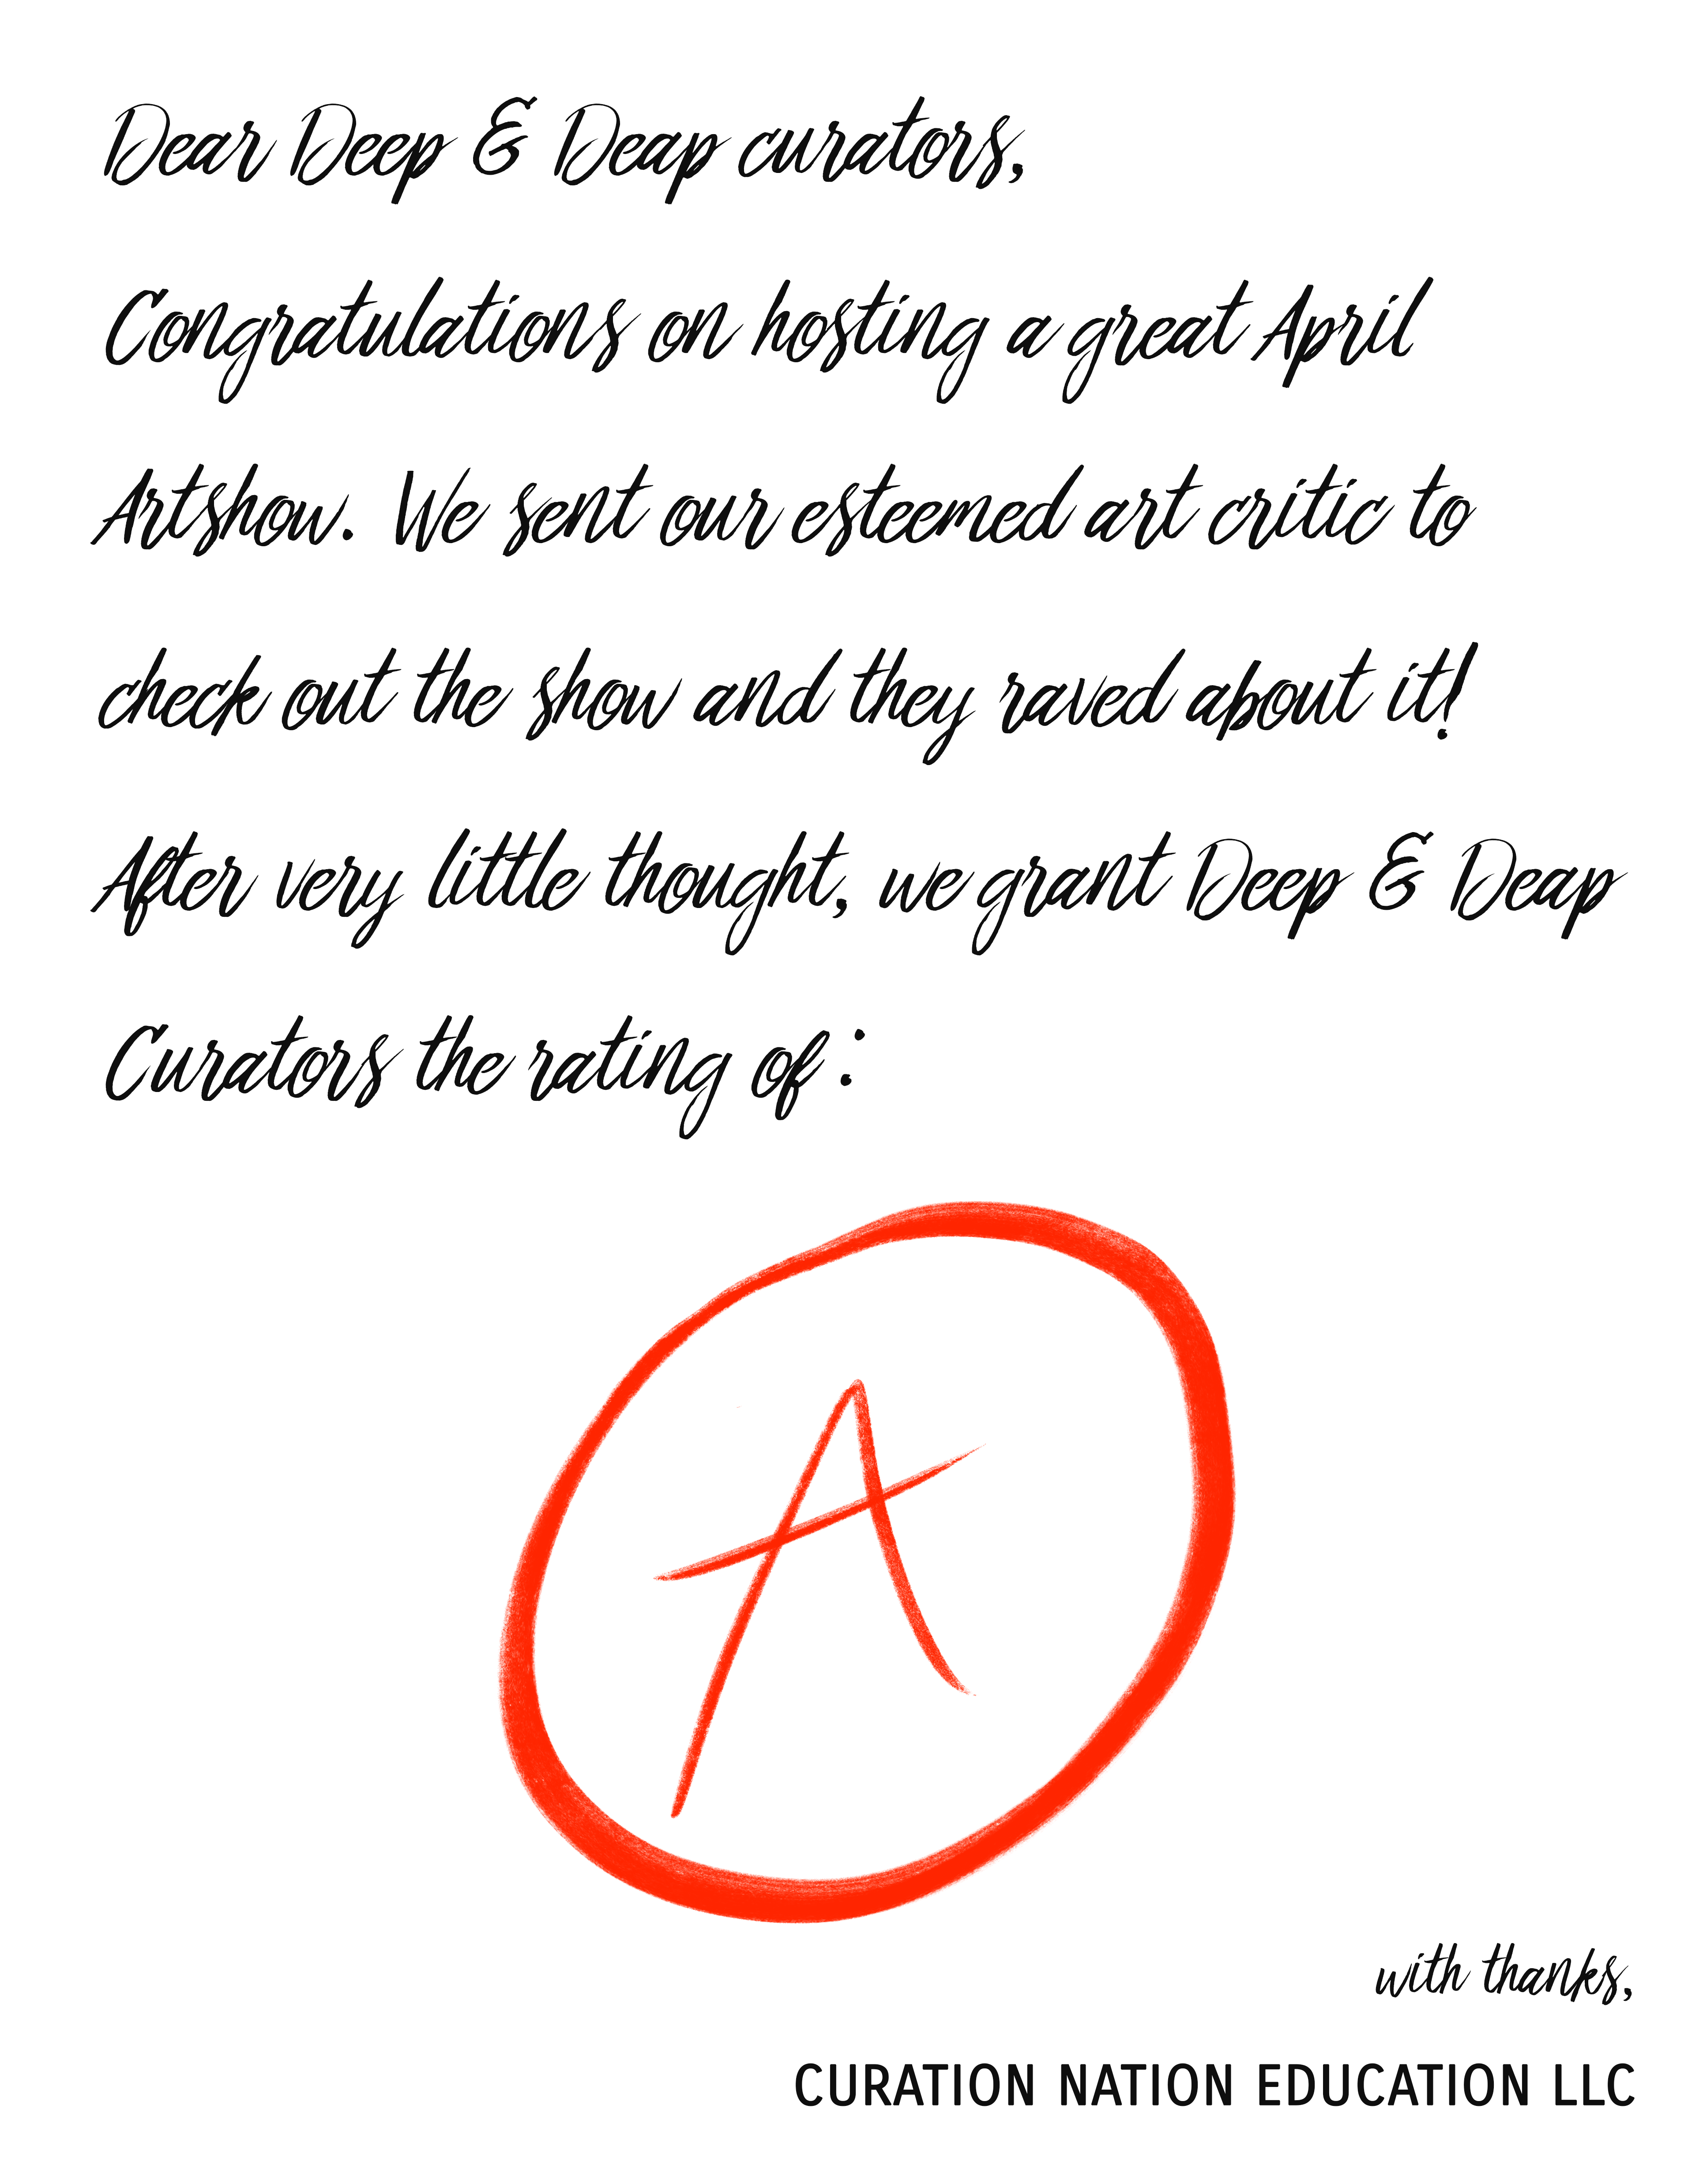 Dear Deep & Deap curators,
Congratulations on hosting a great April
Artshow. We sent our esteemed art critic to
check out the show and they raved about it!
After very little thought, we grant Deep & Deap
Curators the rating of:
A
with thanks,
CURATION NATION EDUCATION LLC